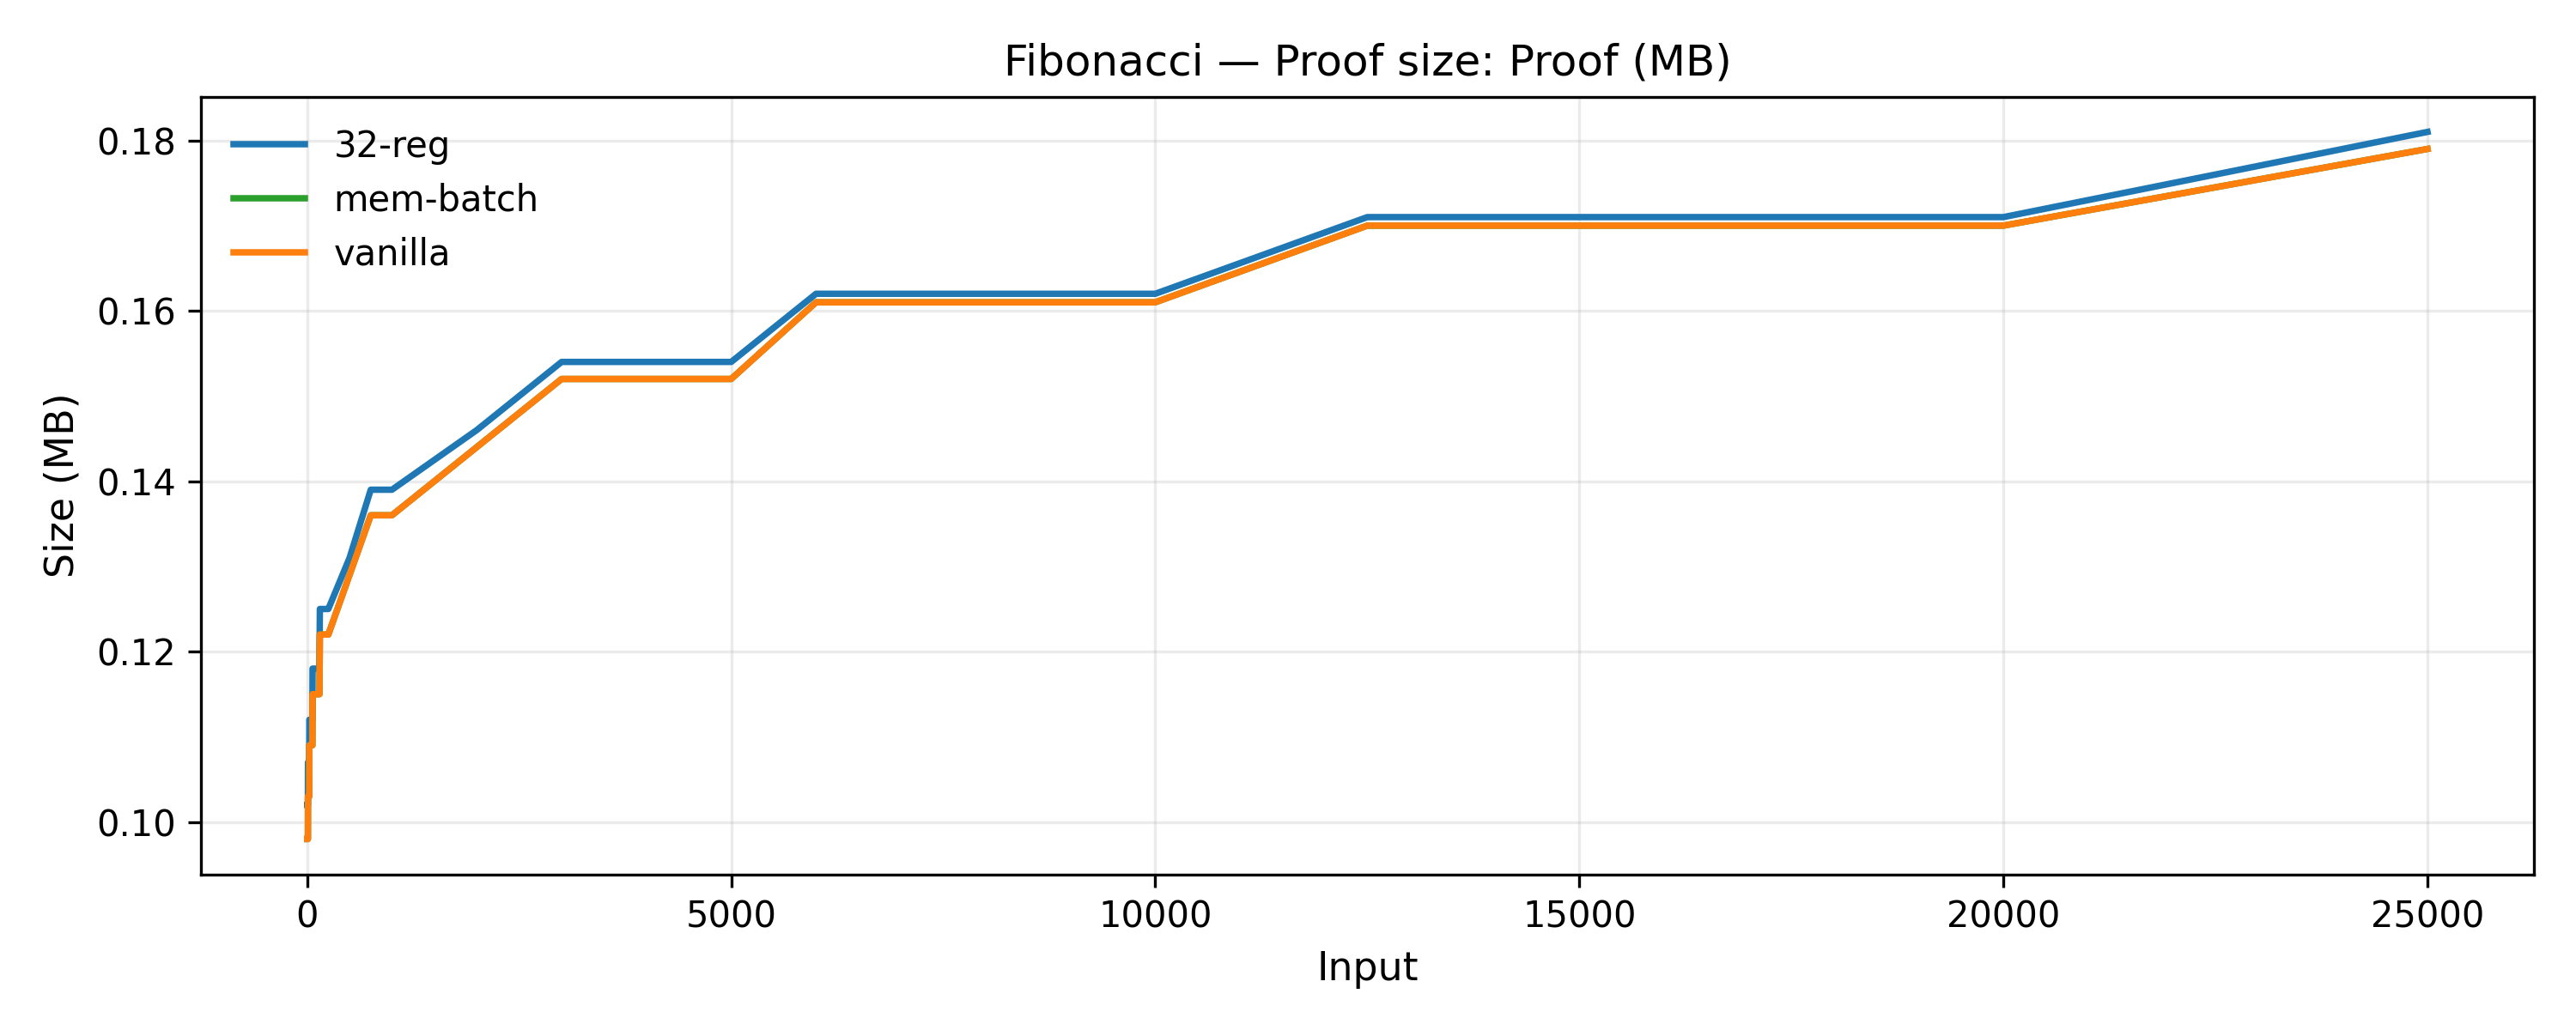 Fibonacci — Proof size: Proof (MB)
32-reg
mem-batch
vanilla
Size (MB)
0.18
0.16
0.14
0.12
0.10
0 5000 10000 15000 20000 25000
Input